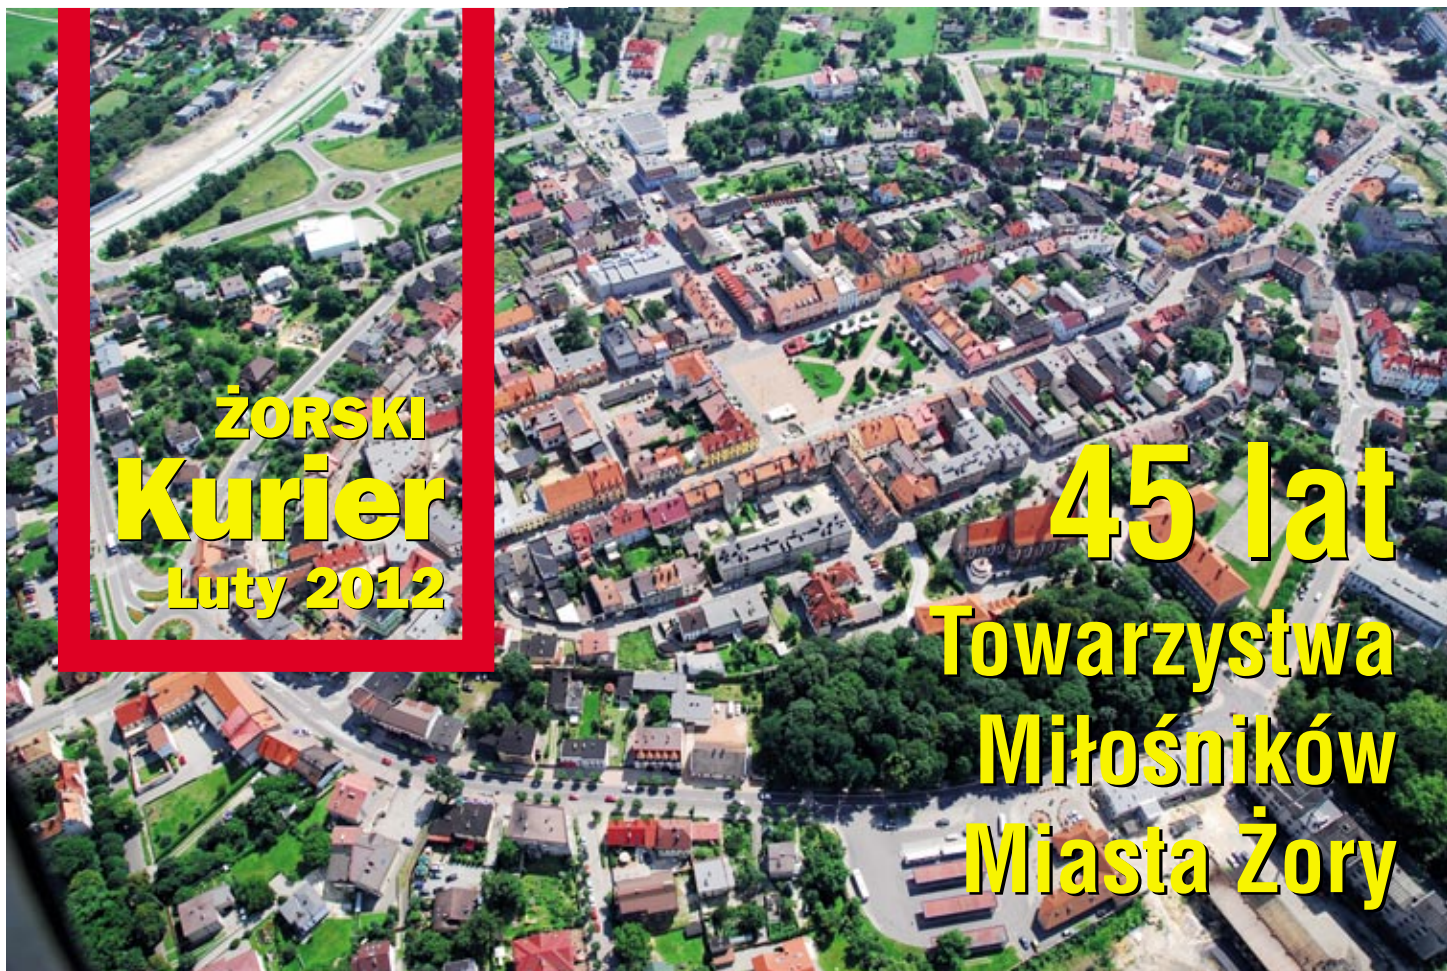 ŻORSKI
Kurier
Luty 2012
45 lat
Towarzystwa
Miłośników
Miasta Żory